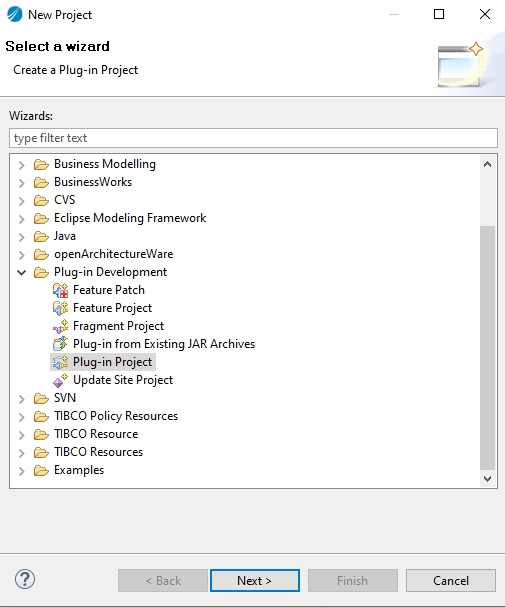 New Project
Select a wizard
Create a Plug-in Project
Wizards:
type filter text
Business Modelling
BusinessWorks
CVS
Eclipse Modeling Framework
Java
openArchitectureWare
Plug-in Development
Feature Patch
Feature Project
Fragment Project
Plug-in from Existing JAR Archives
Plug-in Project
Update Site Project
SVN
TIBCO Policy Resources
TIBCO Resource
TIBCO Resources
Examples
? < Back Next > Finish Cancel